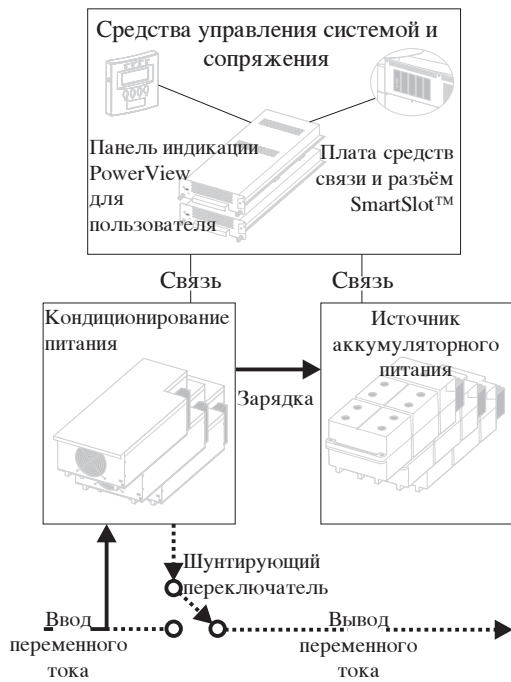 Средства управления системой и
сопряжения
Панель индикации
PowerView
для
пользователя
Плата средств
связи и разъём
SmartSlot™
Связь
Связь
Кондиционирование
питания
Источник
аккумуляторного
питания
Зарядка
Шунтирующий
переключатель
Ввод
переменного
тока
Вывод
переменного
тока